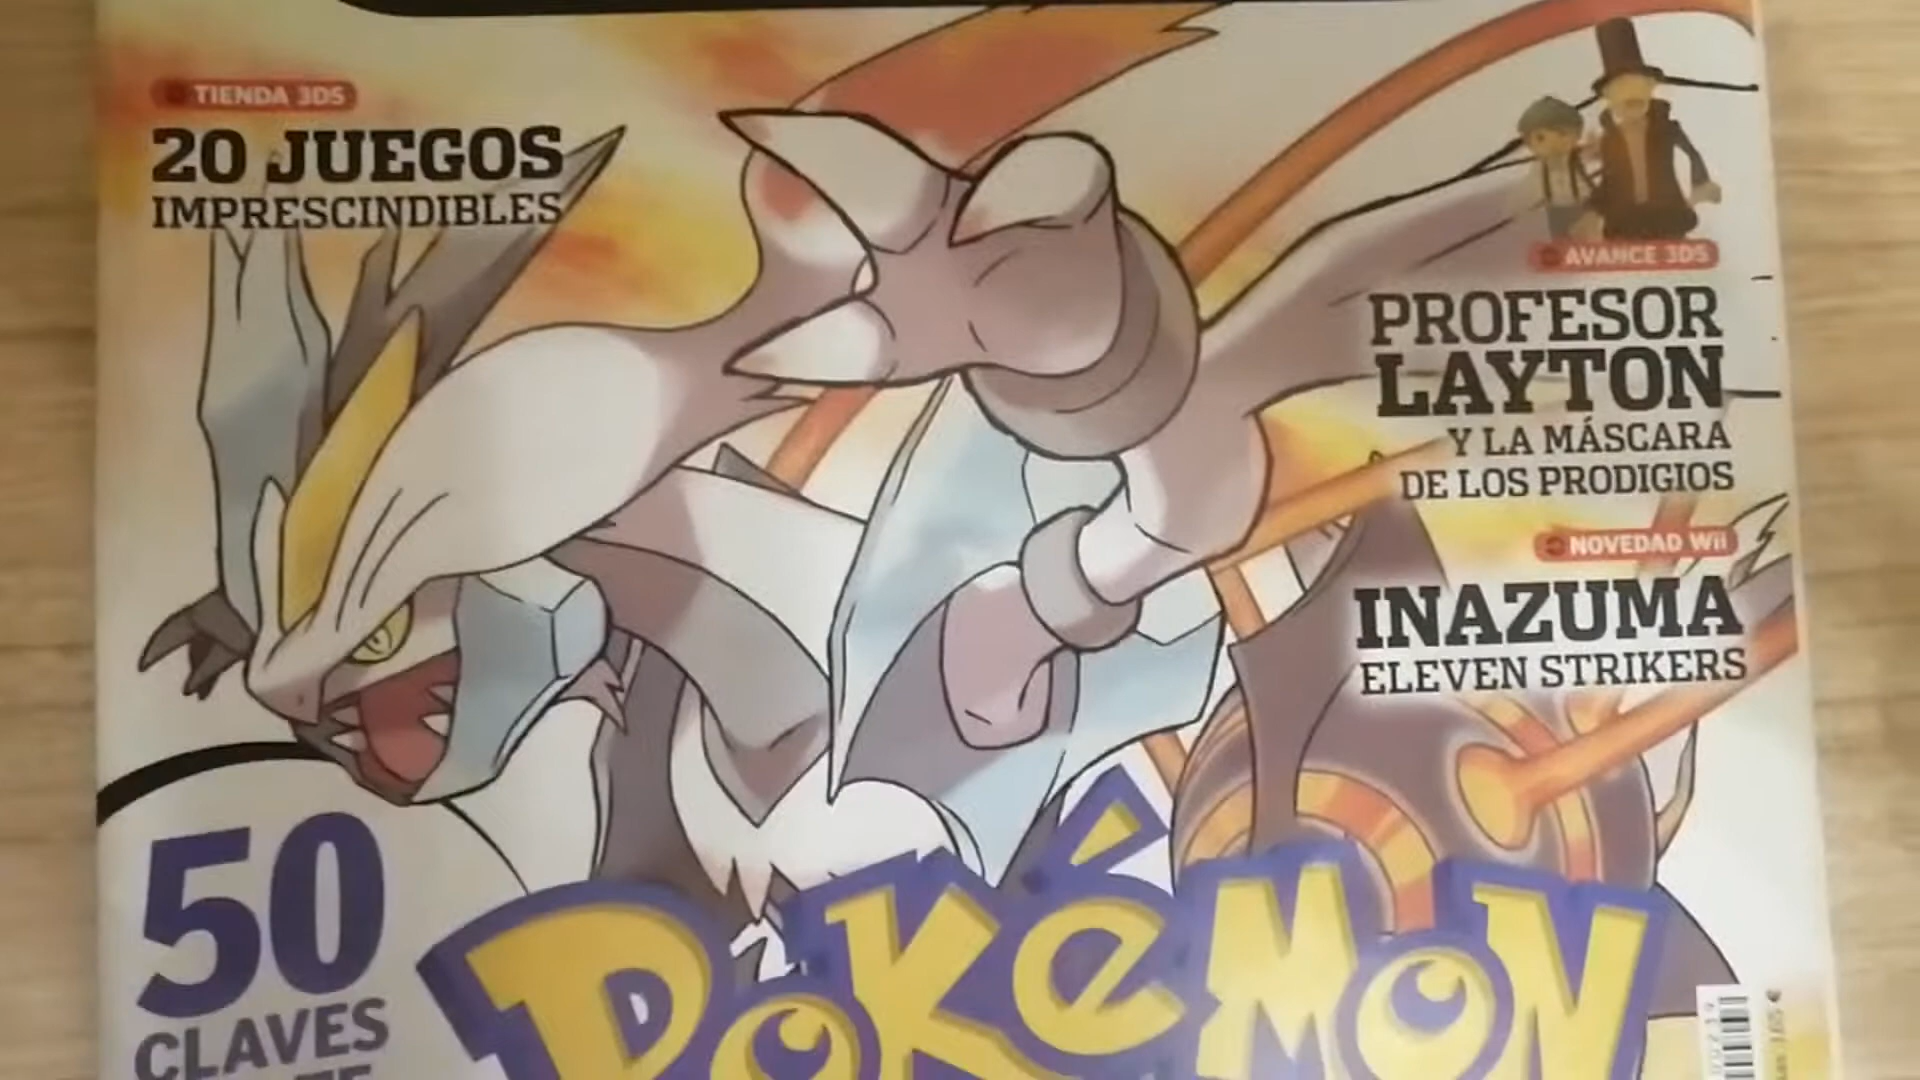 TIENDA 3DS
20 JUEGOS
IMPRESCINDIBLES
AVANCE 3DS
PROFESOR
LAYTON
Y LA MÁSCARA
DE LOS PRODIGIOS
NOVEDAD Wii
INAZUMA
ELEVEN STRIKERS
50
CLAVES
POKéMON